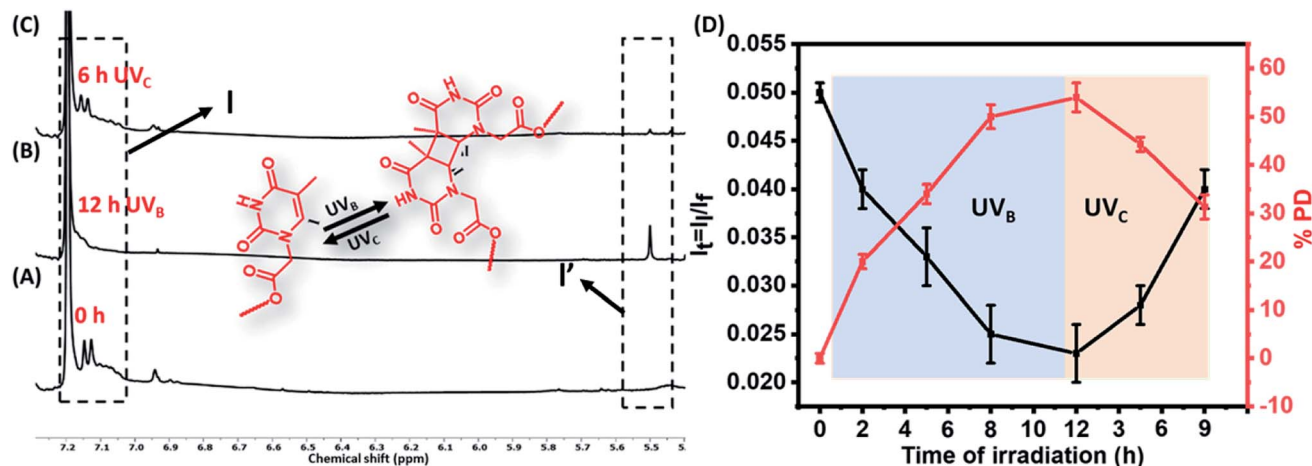 (C)
6 h UVC
I
(B)
12 h UVB
(A)
0 h
UVB
UVC
I'
O
H
N
O
O
N
O
O
O
HN
O
N
O
O
O
O
HN
N
O
O
O
7.2 7.1 7.0 6.9 6.8 6.7 6.6 6.5 6.4 6.3 6.2 6.1 6.0 5.9 5.8 5.7 5.6 5.5 5.
Chemical shift (ppm)
(D)
0.055
0.050
0.045
0.040
0.035
0.030
0.025
0.020
It=II/If
UVB
UVC
60
50
40
30
20
10
0
-10
% PD
0 2 4 6 8 12 3 6 9
Time of irradiation (h)